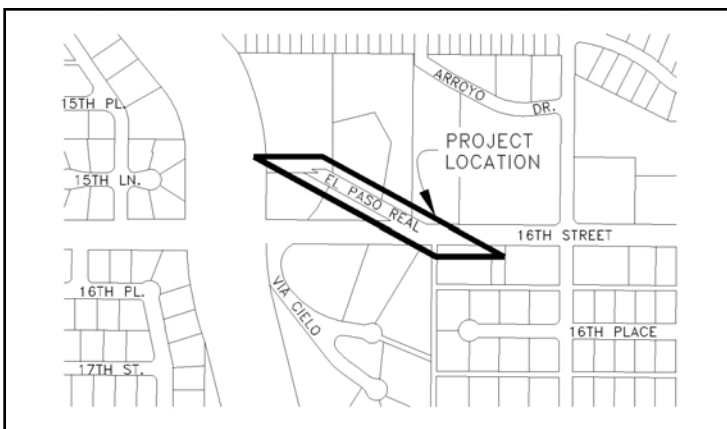 ARROYO
DR.
15TH PL.
PROJECT
LOCATION
15TH LN.
EL PASO REAL
16TH STREET
16TH PL.
VIA CIELO
16TH PLACE
17TH ST.